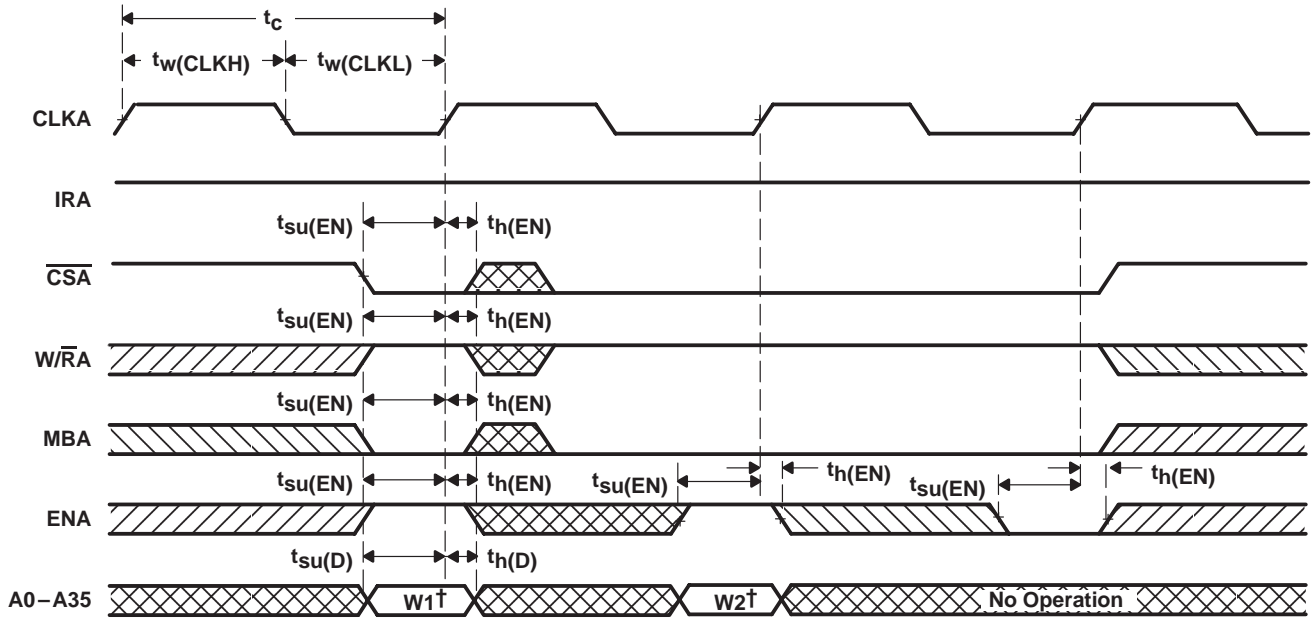 tc
tw(CLKH) tw(CLKL)
CLKA
IRA
tsu(EN) th(EN)
CSA
tsu(EN) th(EN)
W/RA
tsu(EN) th(EN)
MBA
tsu(EN) th(EN) tsu(EN) th(EN) tsu(EN) th(EN)
ENA
tsu(D) th(D)
A0–A35 W1† W2† No Operation